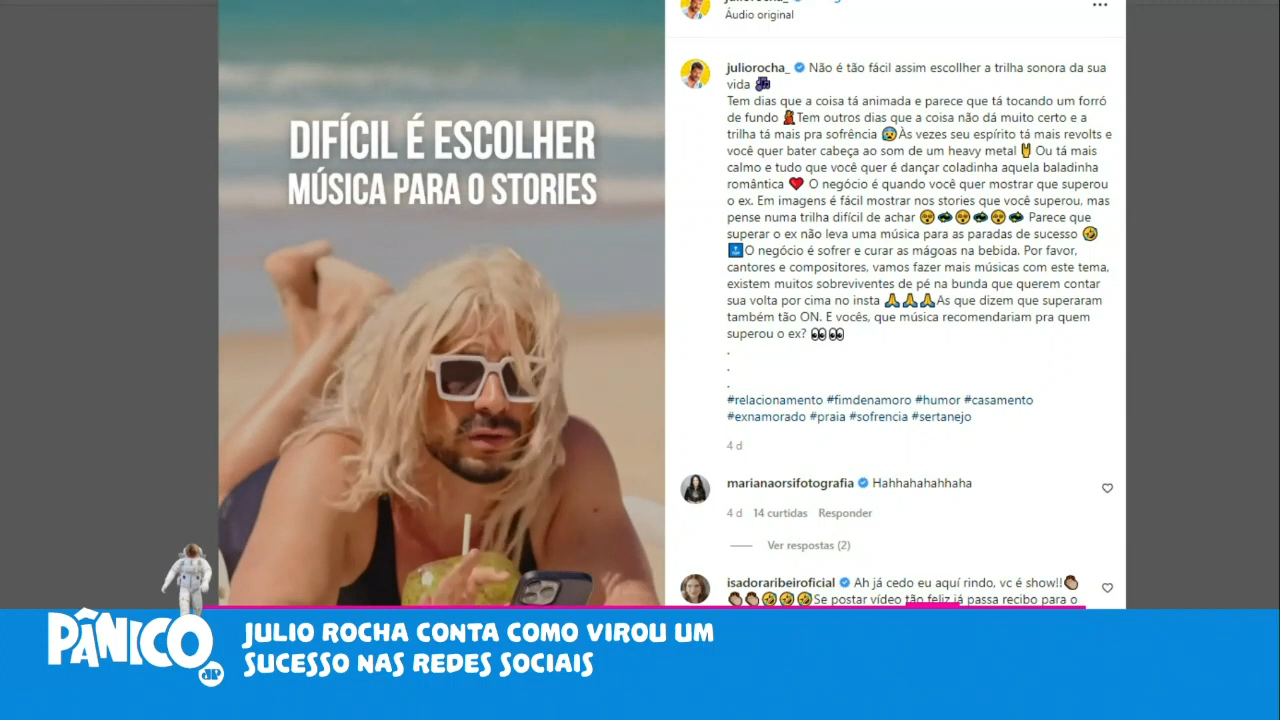 Áudio original
DIFÍCIL É ESCOLHER
MÚSICA PARA O STORIES
juliorocha_ Não é tão fácil assim escollher a trilha sonora da sua
vida
Tem dias que a coisa tá animada e parece que tá tocando um forró
de fundo Tem outros dias que a coisa não dá muito certo e a
trilha tá mais pra sofrência Às vezes seu espírito tá mais revolts e
você quer bater cabeça ao som de um heavy metal Ou tá mais
calmo e tudo que você quer é dançar coladinha aquela baladinha
romântica O negócio é quando você quer mostrar que superou
o ex. Em imagens é fácil mostrar nos stories que você superou, mas
pense numa trilha difícil de achar Parece que
superar o ex não leva uma música para as paradas de sucesso
O negócio é sofrer e curar as mágoas na bebida. Por favor,
cantores e compositores, vamos fazer mais músicas com este tema,
existem muitos sobreviventes de pé na bunda que querem contar
sua volta por cima no insta As que dizem que superaram
também tão ON. E vocês, que música recomendariam pra quem
superou o ex?
.
.
.
#relacionamento #fimdenamoro #humor #casamento
#exnamorado #praia #sofrencia #sertanejo
4 d
marianaorsifotografia Hahhahahahhaha
4 d 14 curtidas Responder
Ver respostas (2)
isadoraribeiroficial Ah já cedo eu aquí rindo, vc é show!!
Se postar vídeo tão feliz já passa recibo para o
PÂNICO
JP
JULIO ROCHA CONTA COMO VIROU UM
SUCESSO NAS REDES SOCIAIS